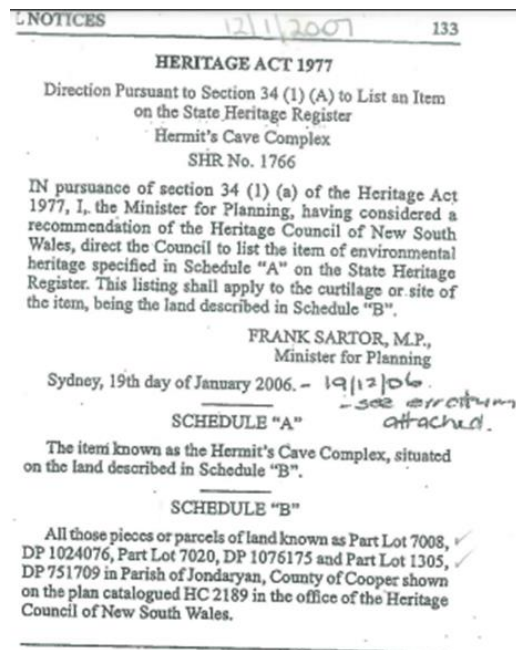 NOTICES 12/1/2007 133
HERITAGE ACT 1977
Direction Pursuant to Section 34 (1) (A) to List an Item
on the State Heritage Register
Hermit's Cave Complex
SHR No. 1766
IN pursuance of section 34 (1) (a) of the Heritage Act
1977, I, the Minister for Planning, having considered a
recommendation of the Heritage Council of New South
Wales, direct the Council to list the item of environmental
heritage specified in Schedule "A" on the State Heritage
Register. This listing shall apply to the curtilage or site of
the item, being the land described in Schedule "B".
FRANK SARTOR, M.P.,
Minister for Planning
Sydney, 19th day of January 2006. – 19/12/06.
– see erratum
SCHEDULE "A" attached.
The item known as the Hermit's Cave Complex, situated
on the land described in Schedule "B".
SCHEDULE "B"
All those pieces or parcels of land known as Part Lot 7008,
DP 1024076, Part Lot 7020, DP 1076175 and Part Lot 1305,
DP 751709 in Parish of Jondaryan, County of Cooper shown
on the plan catalogued HC 2189 in the office of the Heritage
Council of New South Wales.